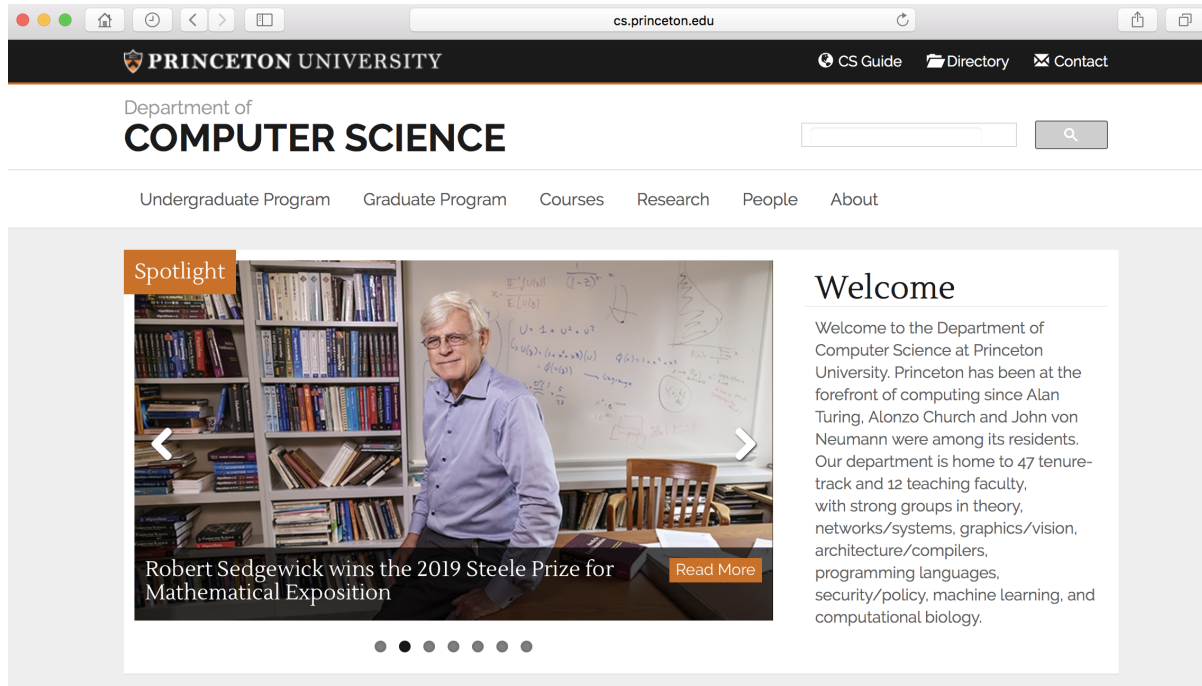 cs.princeton.edu
PRINCETON UNIVERSITY
CS Guide
Directory
Contact
Department of
COMPUTER SCIENCE
Undergraduate Program
Graduate Program
Courses
Research
People
About
Spotlight
Robert Sedgewick wins the 2019 Steele Prize for
Mathematical Exposition
Read More
Welcome
Welcome to the Department of
Computer Science at Princeton
University. Princeton has been at the
forefront of computing since Alan
Turing, Alonzo Church and John von
Neumann were among its residents.
Our department is home to 47 tenure-
track and 12 teaching faculty,
with strong groups in theory,
networks/systems, graphics/vision,
architecture/compilers,
programming languages,
security/policy, machine learning, and
computational biology.